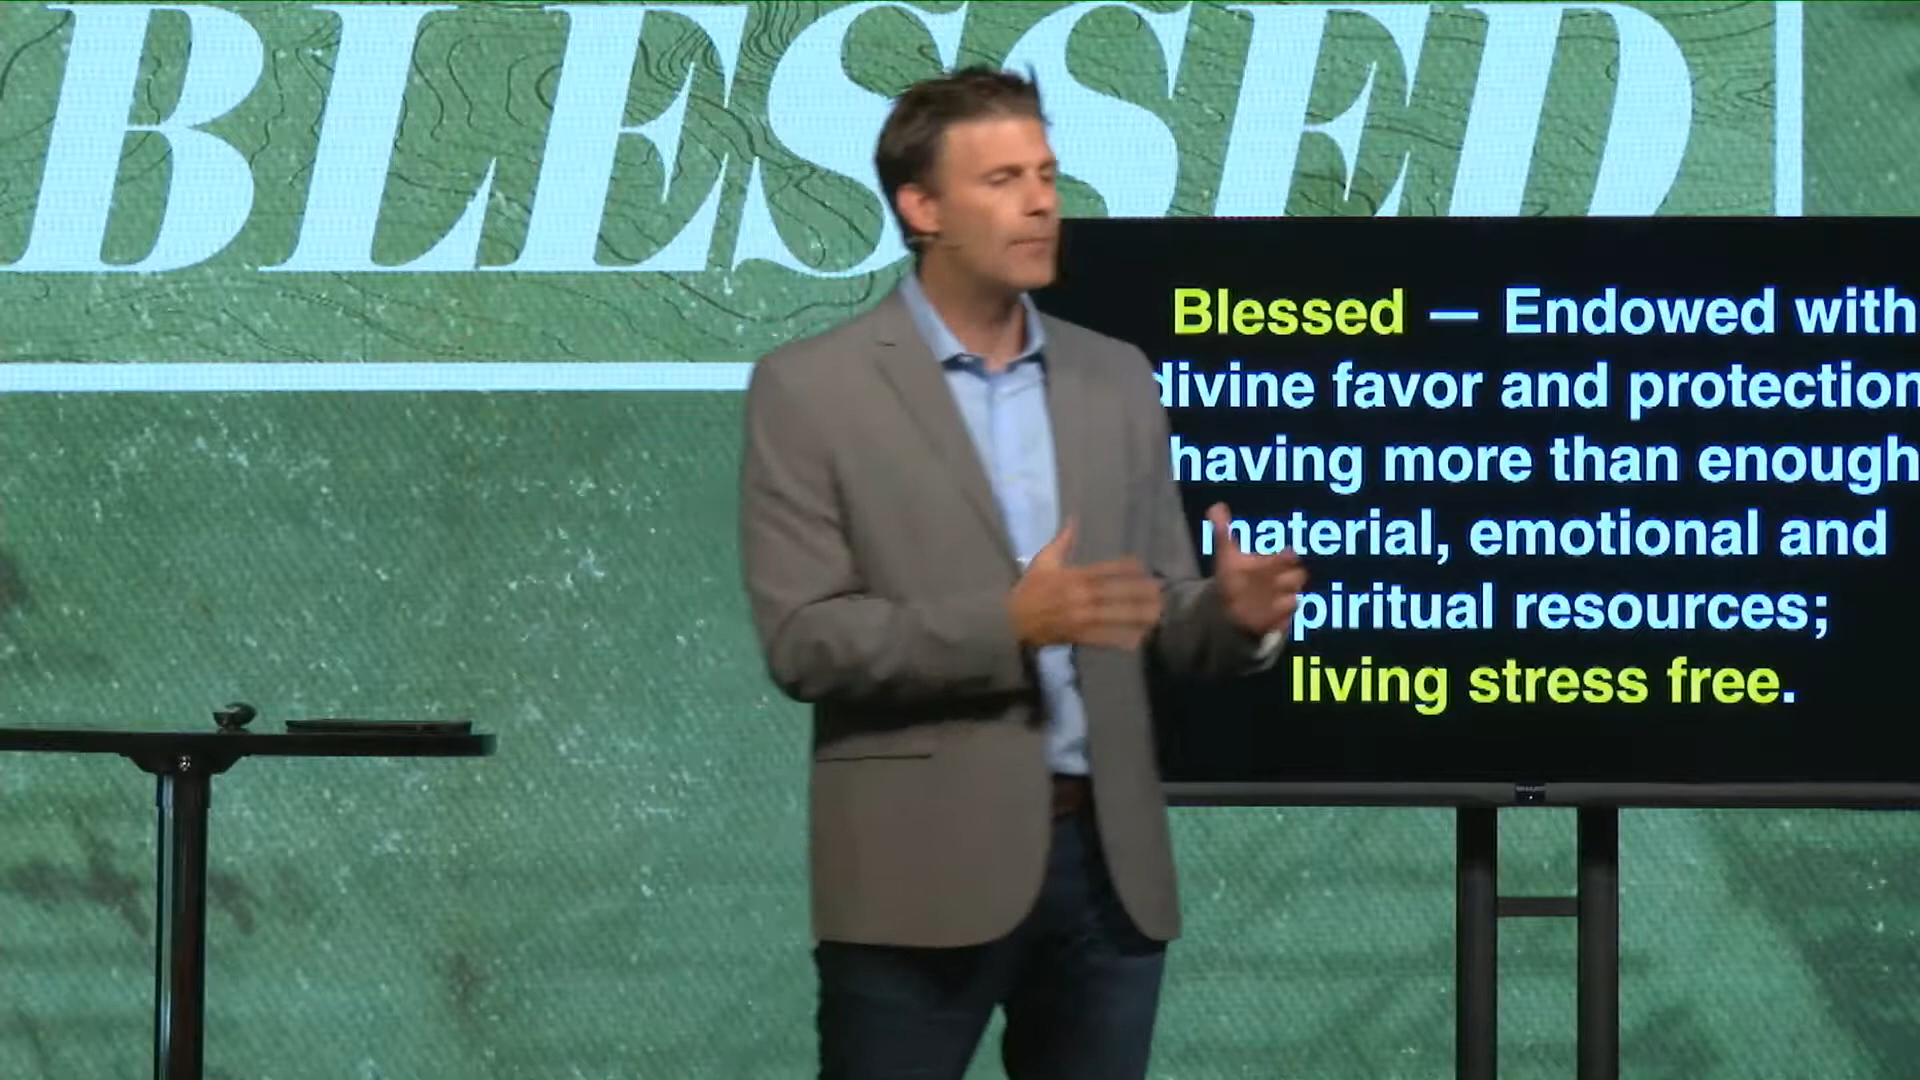 BLESSED
Blessed — Endowed with
divine favor and protection
having more than enough
material, emotional and
spiritual resources;
living stress free.